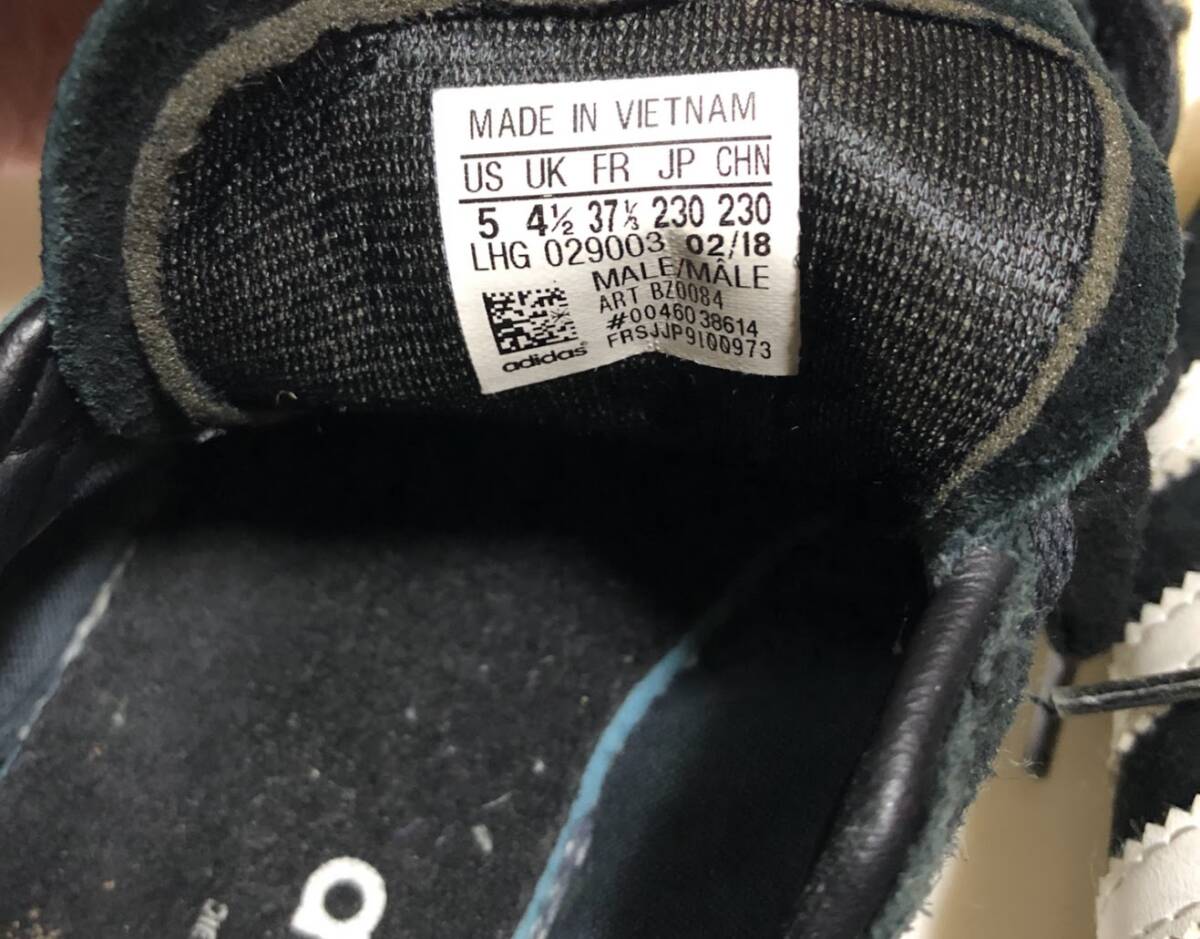 MADE IN VIETNAM
US UK FR JP CHN
5 4½ 37⅓ 230 230
LHG 029003 02/18
MALE/MÂLE
ART BZ0084
#0046038614
FRSJJP9100973
adidas